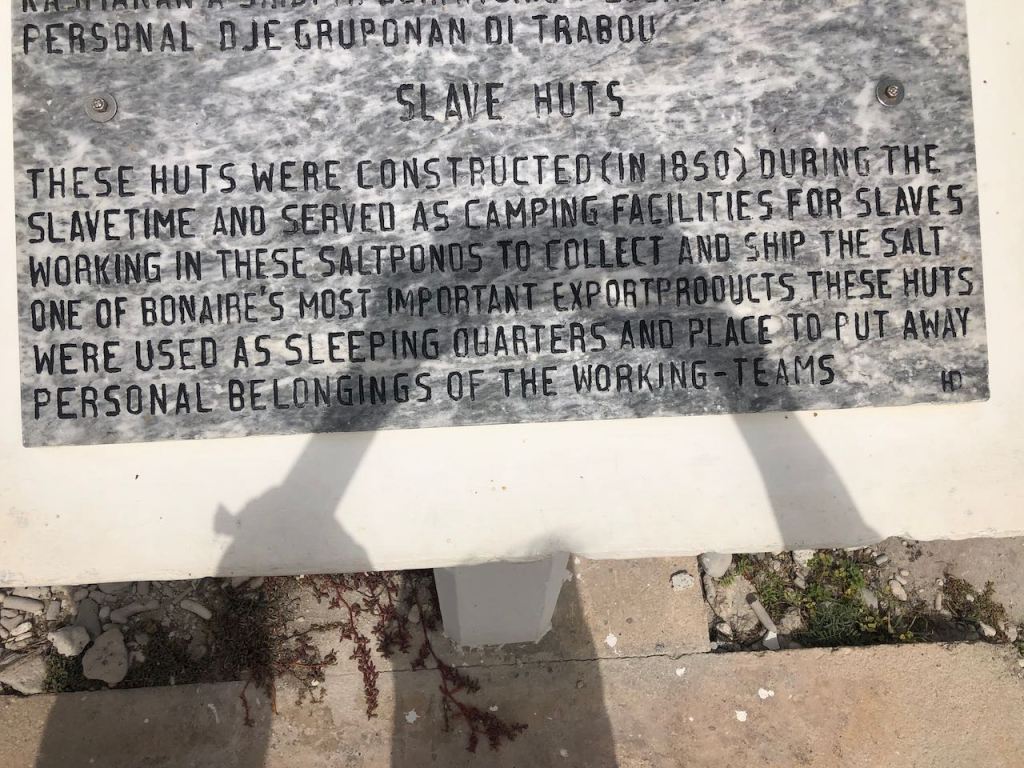 PERSONAL DJE GRUPONAN DI TRABOU
SLAVE HUTS
THESE HUTS WERE CONSTRUCTED (IN 1850) DURING THE
SLAVETIME AND SERVED AS CAMPING FACILITIES FOR SLAVES
WORKING IN THESE SALTPONDS TO COLLECT AND SHIP THE SALT
ONE OF BONAIRE'S MOST IMPORTANT EXPORTPRODUCTS THESE HUTS
WERE USED AS SLEEPING QUARTERS AND PLACE TO PUT AWAY
PERSONAL BELONGINGS OF THE WORKING-TEAMS
HD